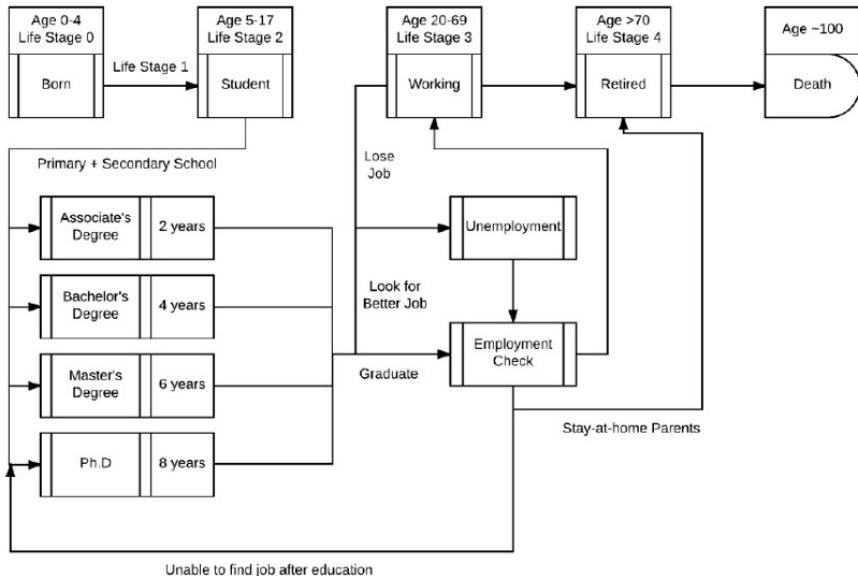 Age 0-4
Life Stage 0
Born
Life Stage 1
Age 5-17
Life Stage 2
Student
Age 20-69
Life Stage 3
Working
Age >70
Life Stage 4
Retired
Age ~100
Death
Primary + Secondary School
Associate's
Degree
2 years
Bachelor's
Degree
4 years
Master's
Degree
6 years
Ph.D
8 years
Lose
Job
Unemployment
Look for
Better Job
Graduate
Employment
Check
Stay-at-home Parents
Unable to find job after education